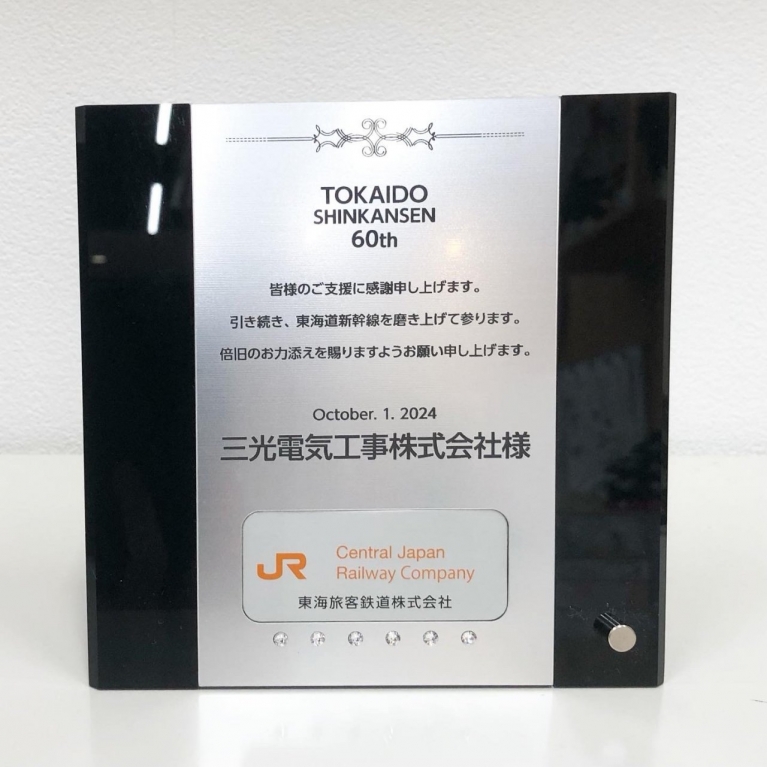 TOKAIDO
SHINKANSEN
60th
皆様のご支援に感謝申し上げます。
引き続き、東海道新幹線を磨き上げて参ります。
倍旧のお力添えを賜りますようお願い申し上げます。
October. 1. 2024
三光電気工事株式会社様
JR Central Japan
Railway Company
東海旅客鉄道株式会社